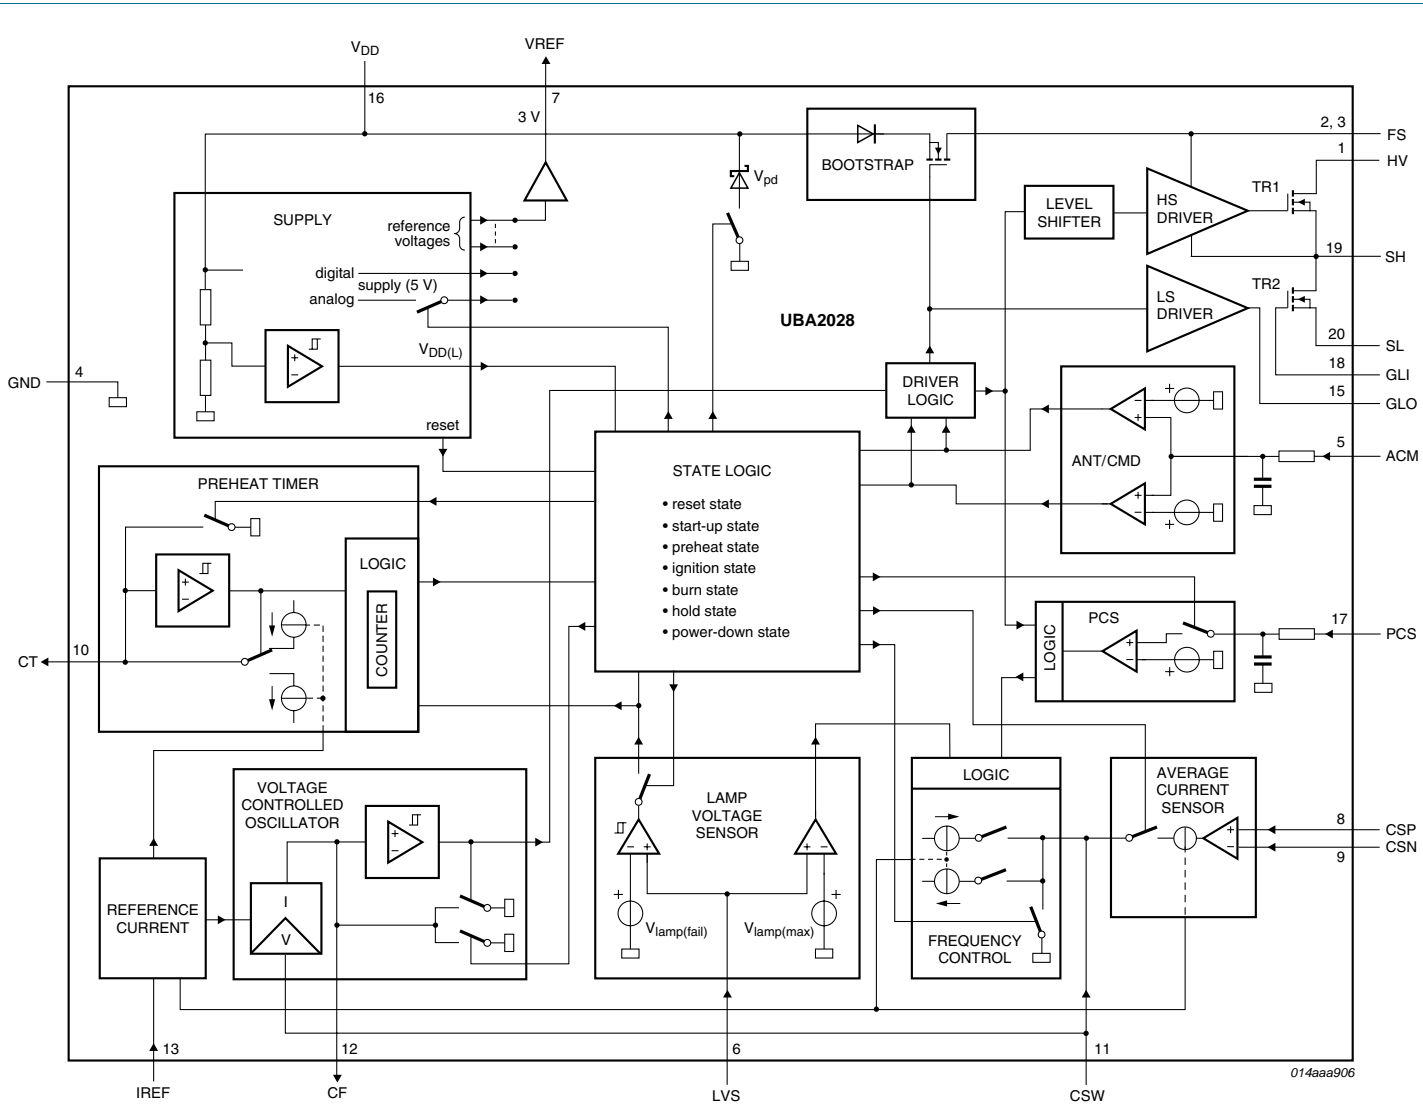 VDD
VREF
16
7
3 V
2, 3
FS
BOOTSTRAP
1
HV
Vpd
TR1
LEVEL
SHIFTER
HS
DRIVER
SUPPLY
reference
voltages
19
SH
digital
supply (5 V)
analog
TR2
LS
DRIVER
UBA2028
20
SL
VDD(L)
18
GLI
4
GND
DRIVER
LOGIC
15
GLO
reset
5
ACM
ANT/CMD
STATE LOGIC
PREHEAT TIMER
• reset state
• start-up state
• preheat state
• ignition state
• burn state
• hold state
• power-down state
LOGIC
COUNTER
10
CT
PCS
LOGIC
17
PCS
VOLTAGE
CONTROLLED
OSCILLATOR
LAMP
VOLTAGE
SENSOR
LOGIC
AVERAGE
CURRENT
SENSOR
8
CSP
CSN
9
REFERENCE
CURRENT
I
V
Vlamp(fail)
Vlamp(max)
FREQUENCY
CONTROL
13
12
6
11
IREF
CF
LVS
CSW
014aaa906